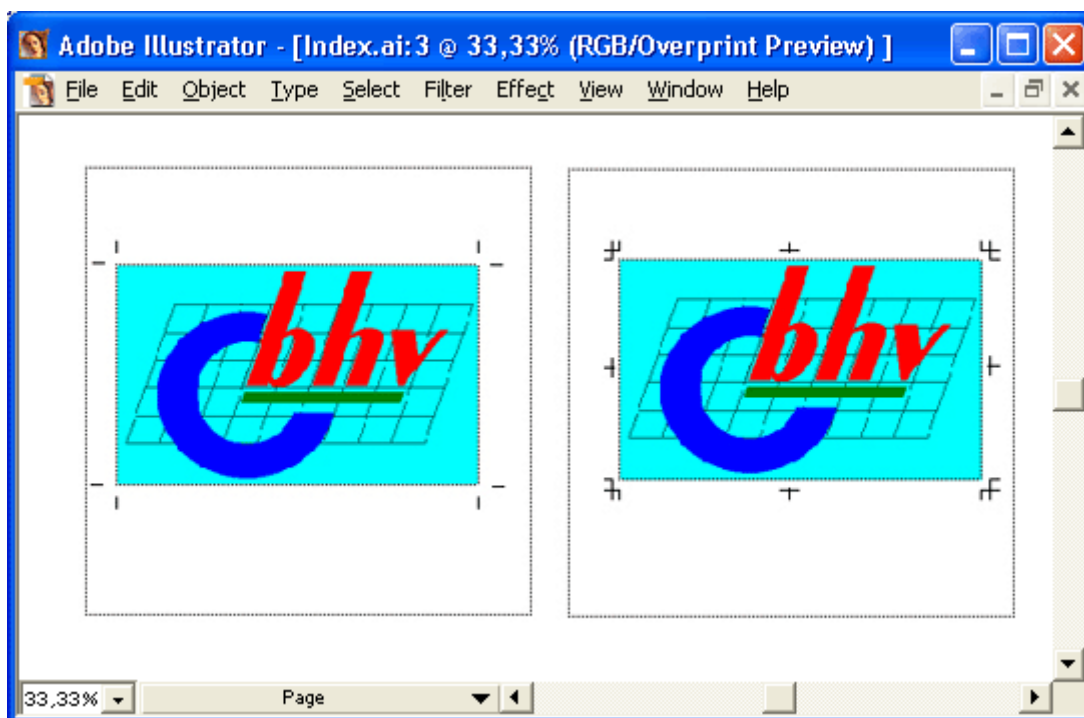 Adobe Illustrator - [Index.ai:3 @ 33,33% (RGB/Overprint Preview) ]
File Edit Object Type Select Filter Effect View Window Help
bhv bhv
33,33% Page